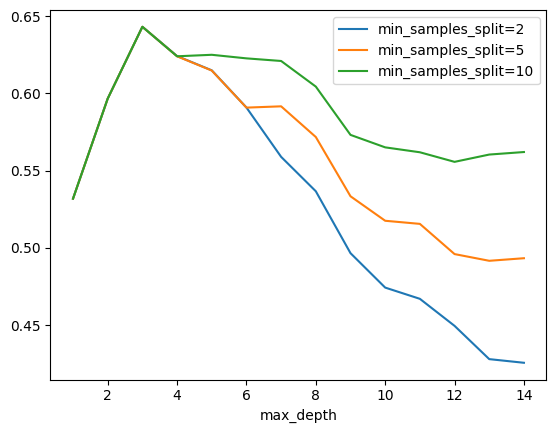 min_samples_split=2
min_samples_split=5
min_samples_split=10
0.65
0.60
0.55
0.50
0.45
2 4 6 8 10 12 14
max_depth